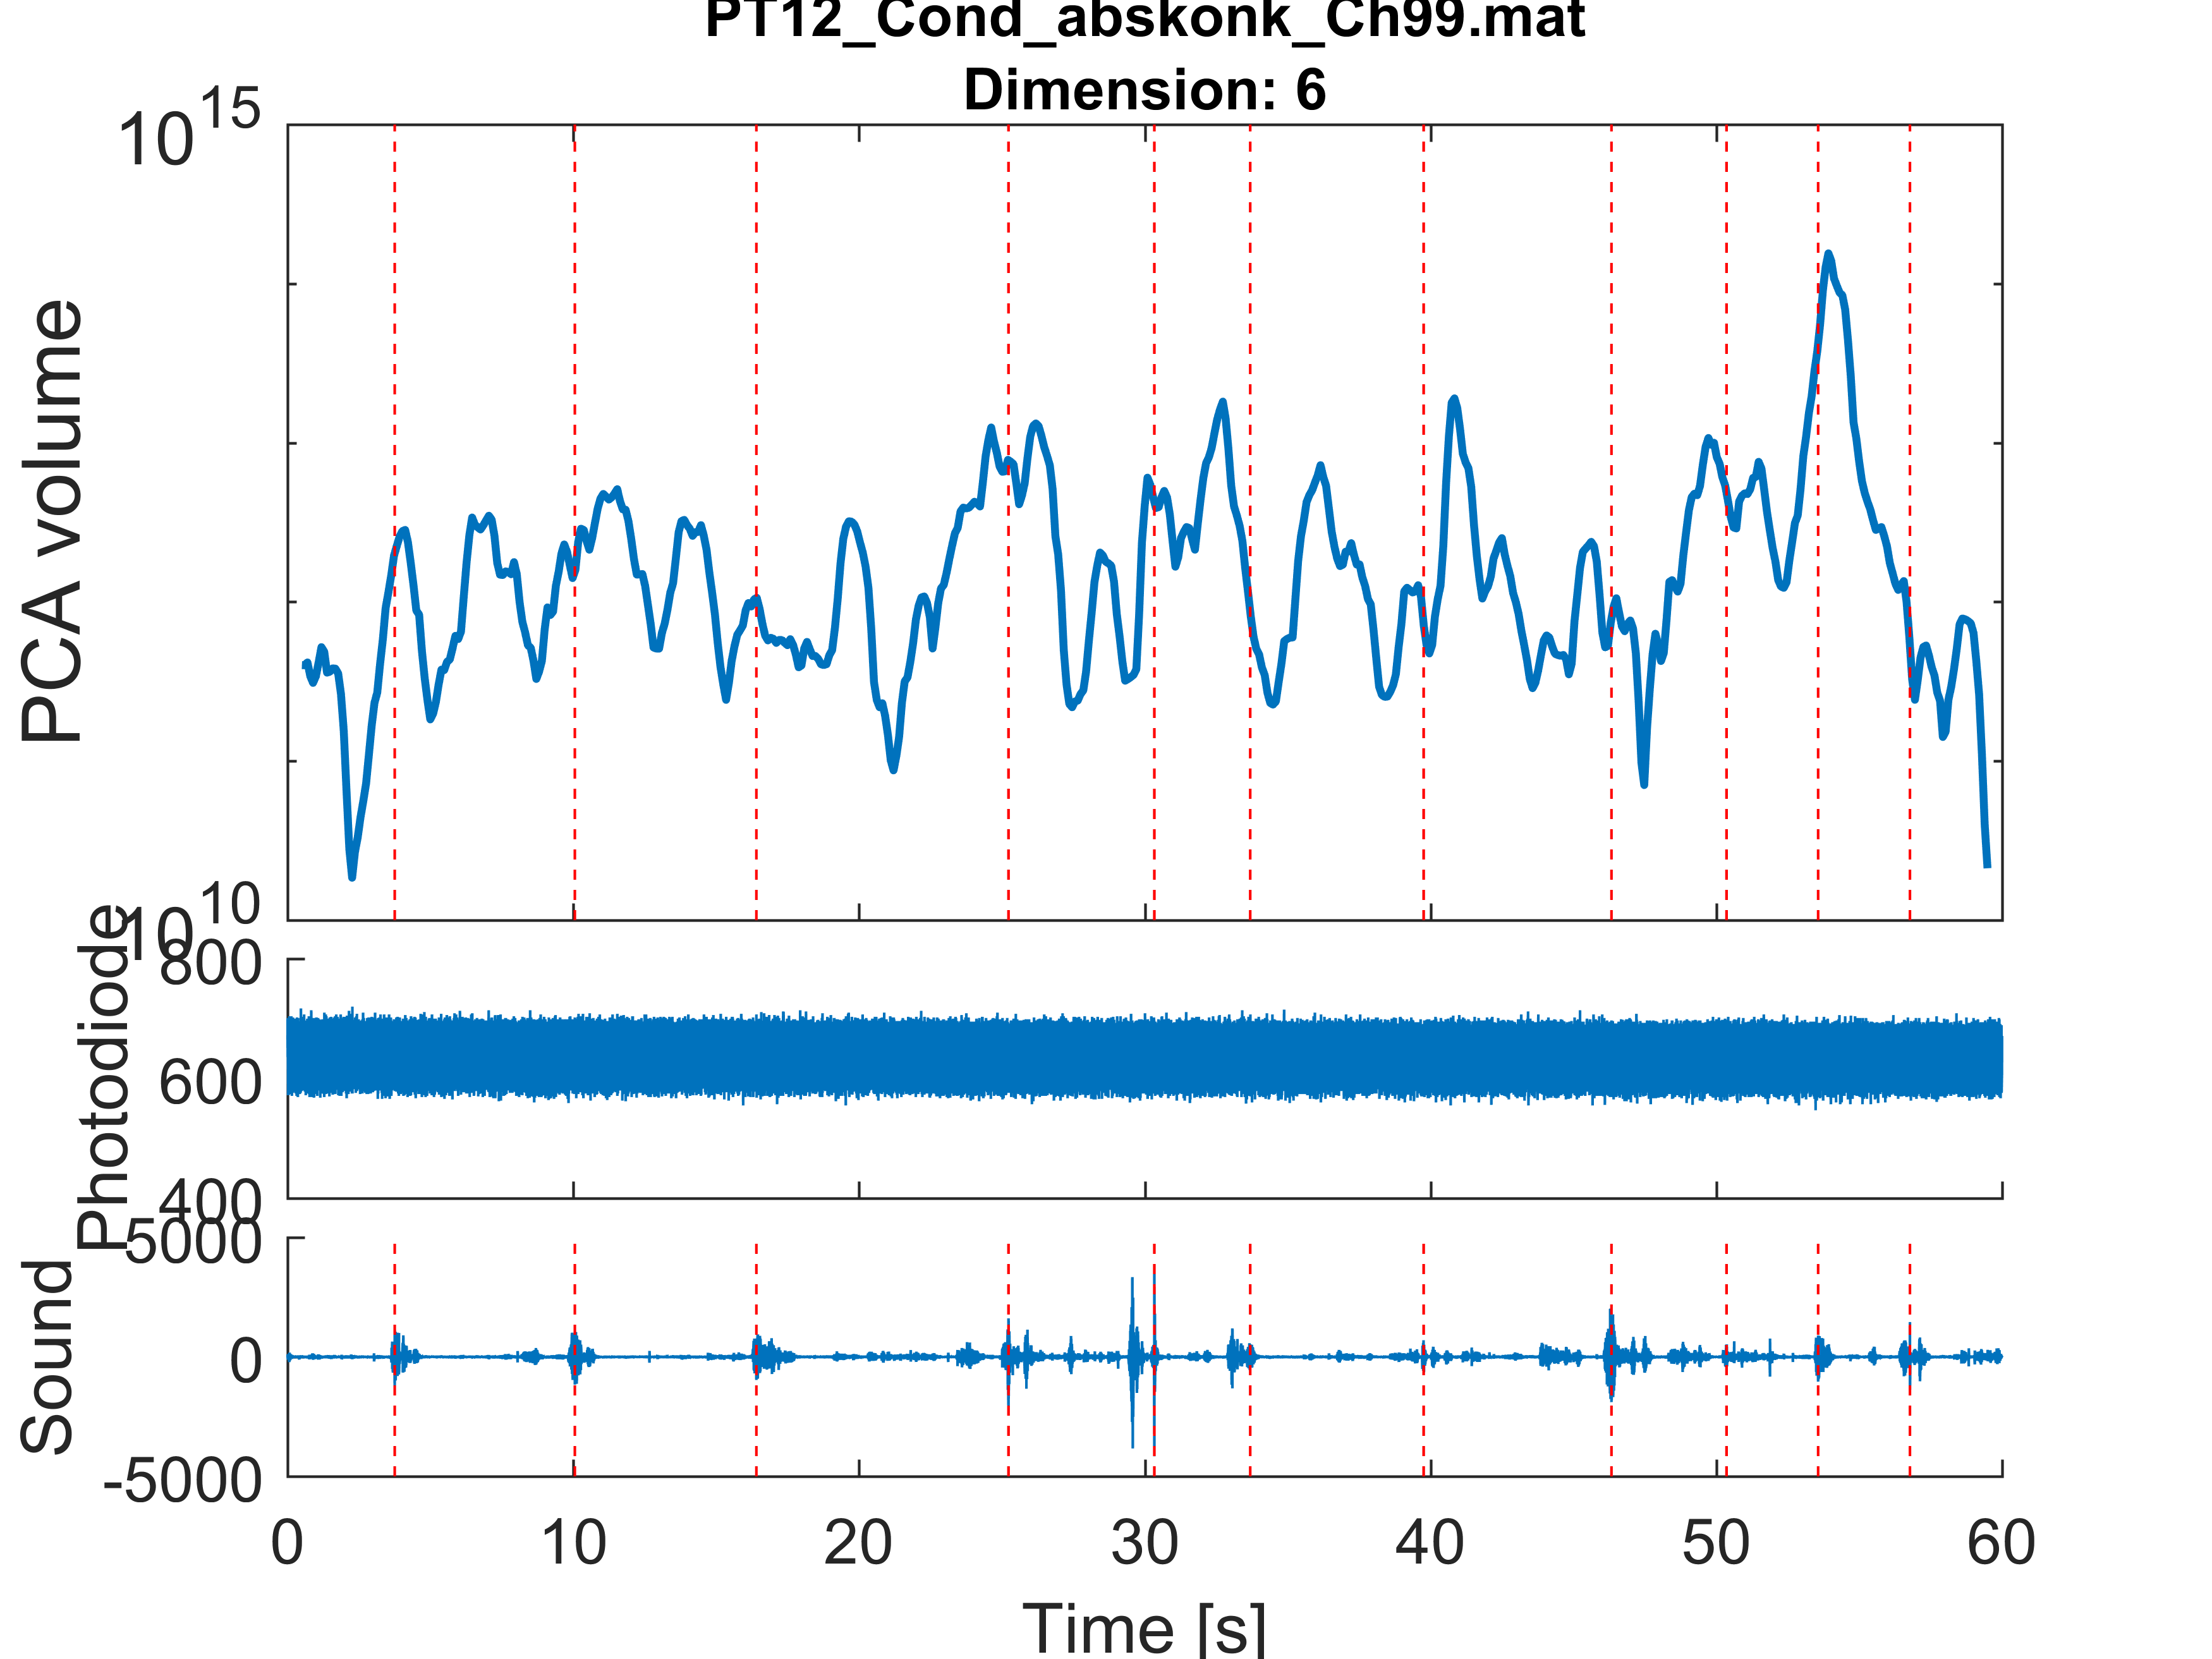 PT12_Cond_abskonk_Ch99.mat
Dimension: 6
10^15
PCA volume
10^10
800
Photodiode
600
400
5000
Sound
0
-5000
0 10 20 30 40 50 60
Time [s]